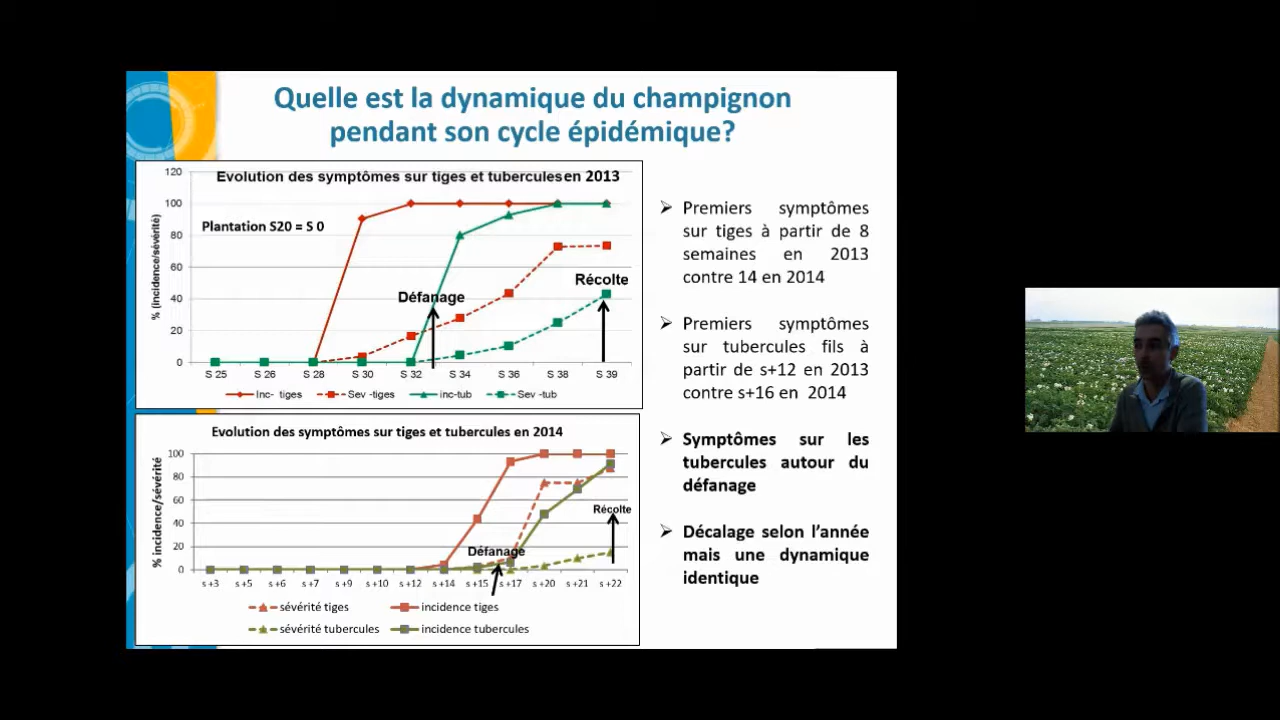 Quelle est la dynamique du champignon
pendant son cycle épidémique?
Evolution des symptômes sur tiges et tubercules en 2013
Plantation S20 = S 0
% (incidence/sévérité)
120
100
80
60
40
20
0
Défanage
Récolte
S 25 S 26 S 28 S 30 S 32 S 34 S 36 S 38 S 39
Inc- tiges Sev -tiges inc-tub Sev -tub
Evolution des symptômes sur tiges et tubercules en 2014
% incidence/sévérité
100
80
60
40
20
0
Défanage
Récolte
s +3 s +5 s +6 s +7 s +9 s +10 s +12 s +14 s +15 s +17 s +20 s +21 s +22
sévérité tiges incidence tiges
sévérité tubercules incidence tubercules
Premiers symptômes
sur tiges à partir de 8
semaines en 2013
contre 14 en 2014
Premiers symptômes
sur tubercules fils à
partir de s+12 en 2013
contre s+16 en 2014
Symptômes sur les
tubercules autour du
défanage
Décalage selon l'année
mais une dynamique
identique